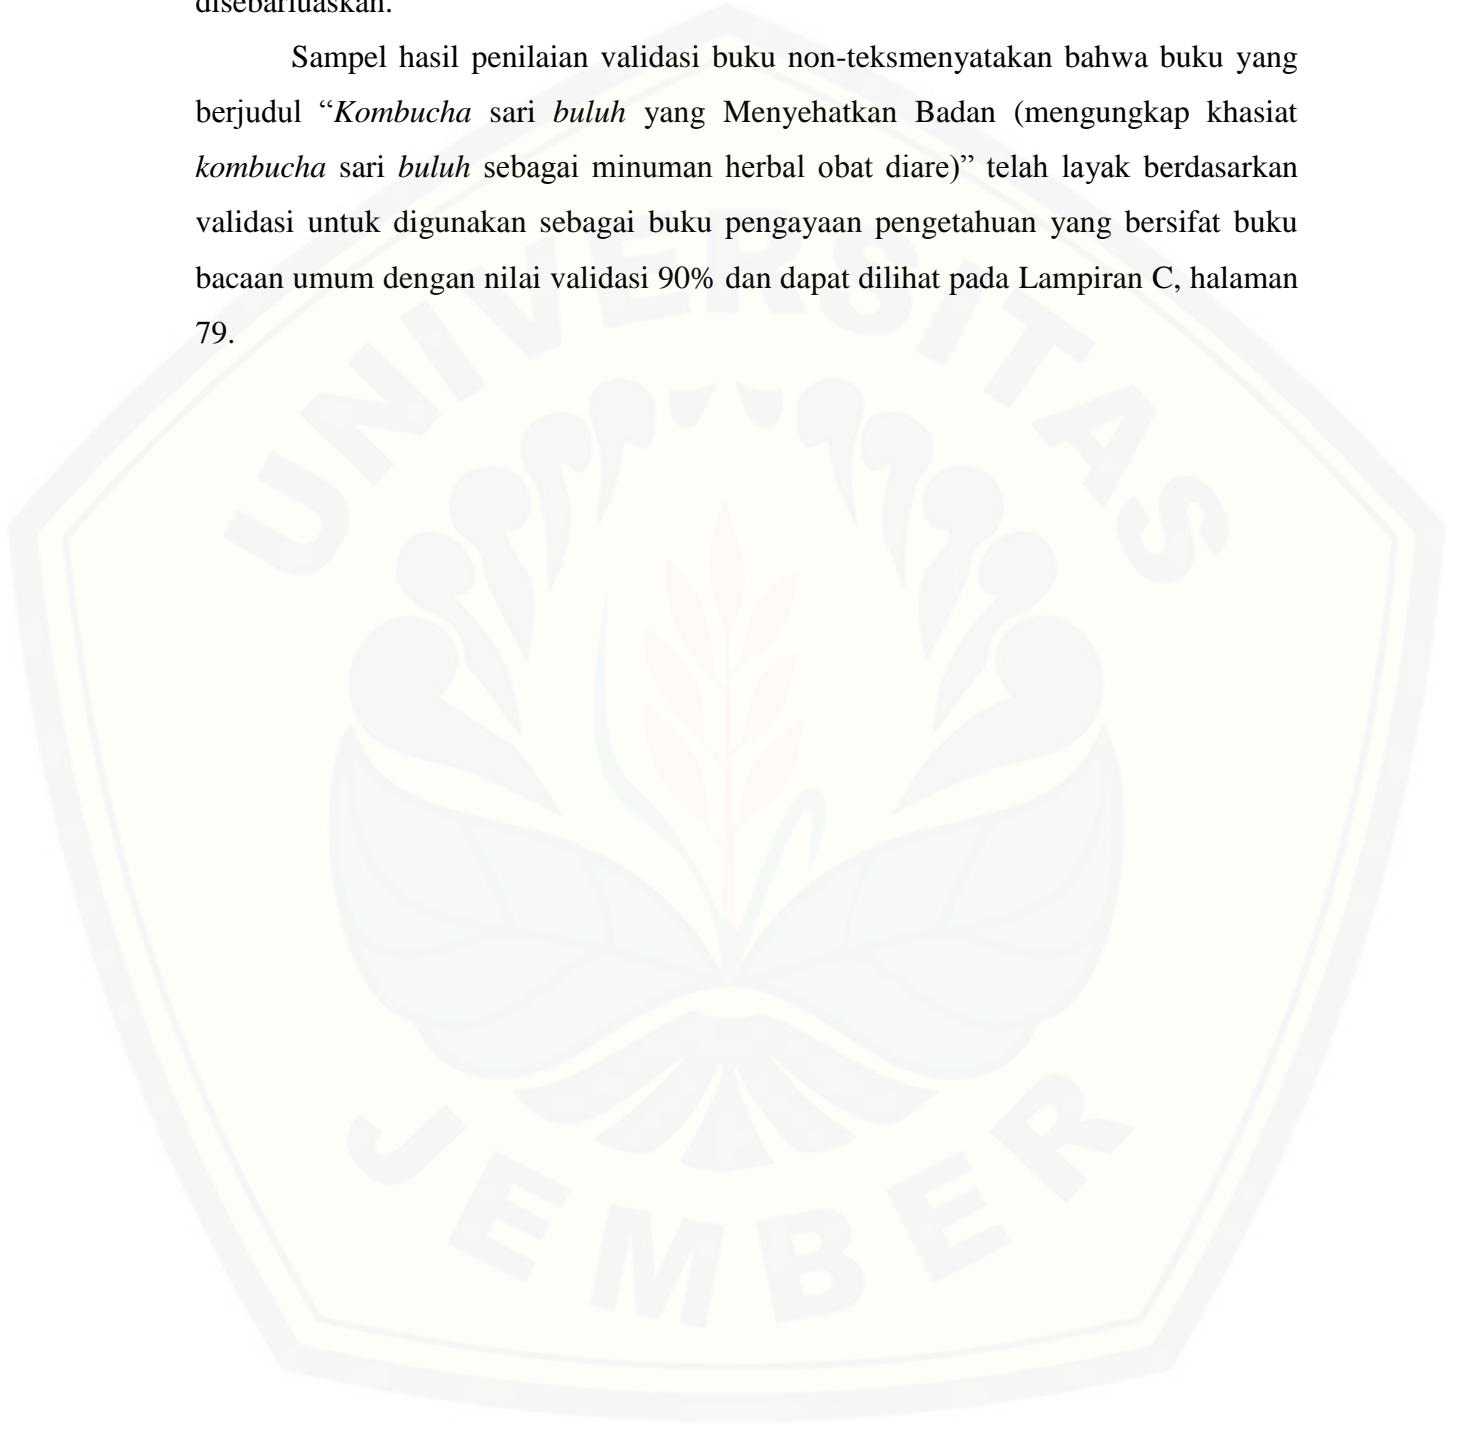 disebarluaskan.
Sampel hasil penilaian validasi buku non-teksmenyatakan bahwa buku yang
berjudul “Kombucha sari buluh yang Menyehatkan Badan (mengungkap khasiat
kombucha sari buluh sebagai minuman herbal obat diare)” telah layak berdasarkan
validasi untuk digunakan sebagai buku pengayaan pengetahuan yang bersifat buku
bacaan umum dengan nilai validasi 90% dan dapat dilihat pada Lampiran C, halaman
79.
UNIVERSITAS
JEMBER